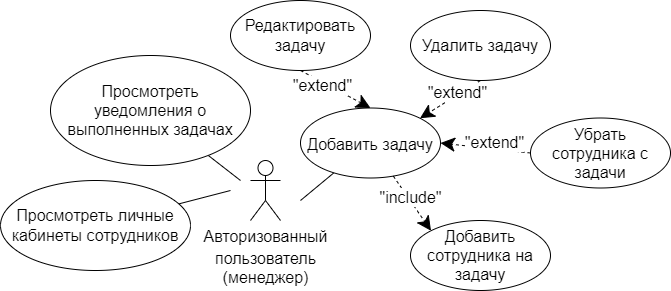 Редактировать
задачу
Удалить задачу
"extend"
"extend"
Просмотреть
уведомления о
выполненных задачах
Добавить задачу
"extend"
Убрать
сотрудника с
задачи
Просмотреть личные
кабинеты сотрудников
"include"
Авторизованный
пользователь
(менеджер)
Добавить
сотрудника на
задачу